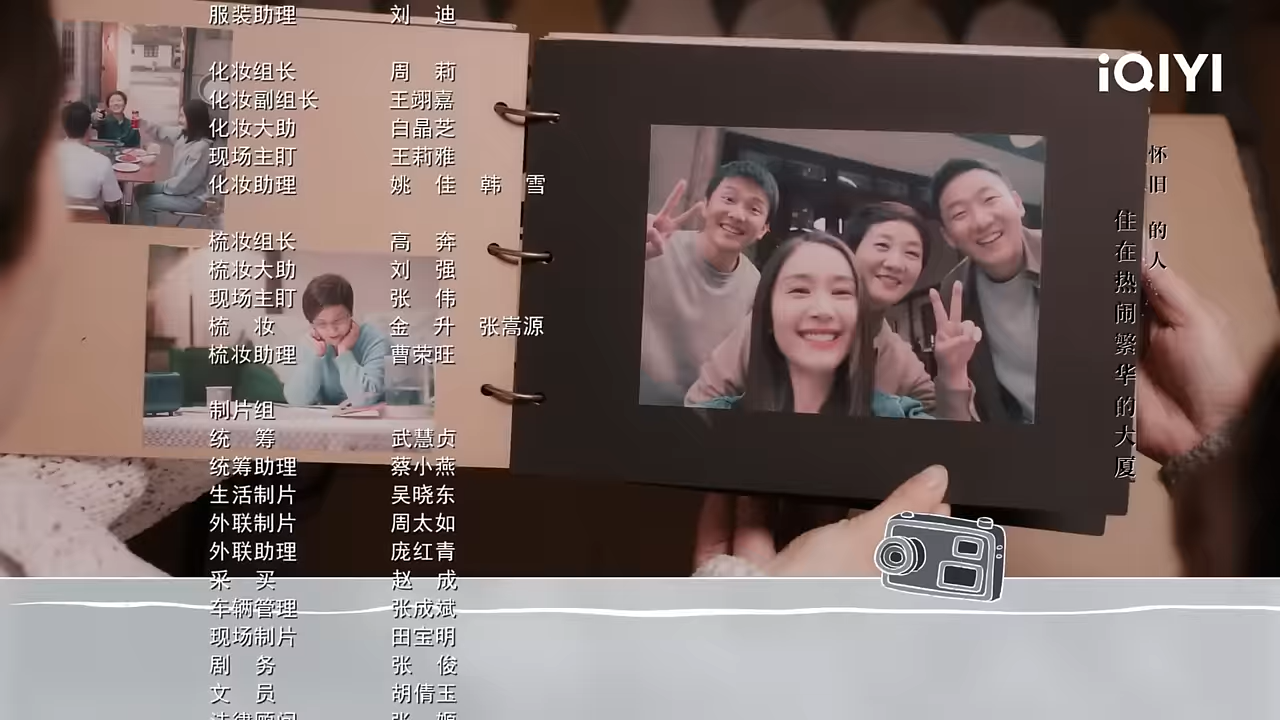 服装助理 刘 迪
化妆组长 周 莉
化妆副组长 王翊嘉
化妆大助 白晶芝
现场主盯 王莉雅
化妆助理 姚 佳 韩 雪
梳妆组长 高 奔
梳妆大助 刘 强
现场主盯 张 伟
梳 妆 金 升 张嵩源
梳妆助理 曹荣旺
制片组
统 筹 武慧贞
统筹助理 蔡小燕
生活制片 吴晓东
外联制片 周太如
外联助理 庞红青
采 买 赵 成
车辆管理 张成斌
现场制片 田宝明
剧 务 张 俊
文 员 胡倩玉
法律顾问 张 姬
iQIYI
怀旧的人
住在热闹繁华的大厦